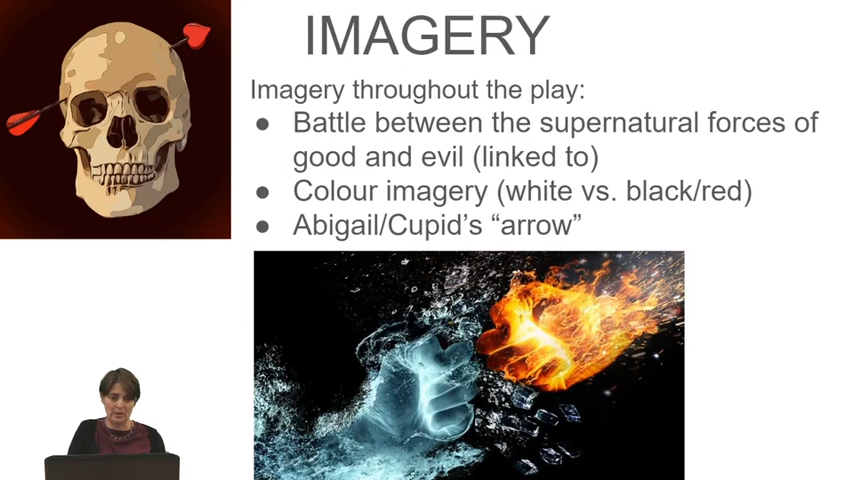 IMAGERY
Imagery throughout the play:
● Battle between the supernatural forces of
good and evil (linked to)
● Colour imagery (white vs. black/red)
● Abigail/Cupid's “arrow”